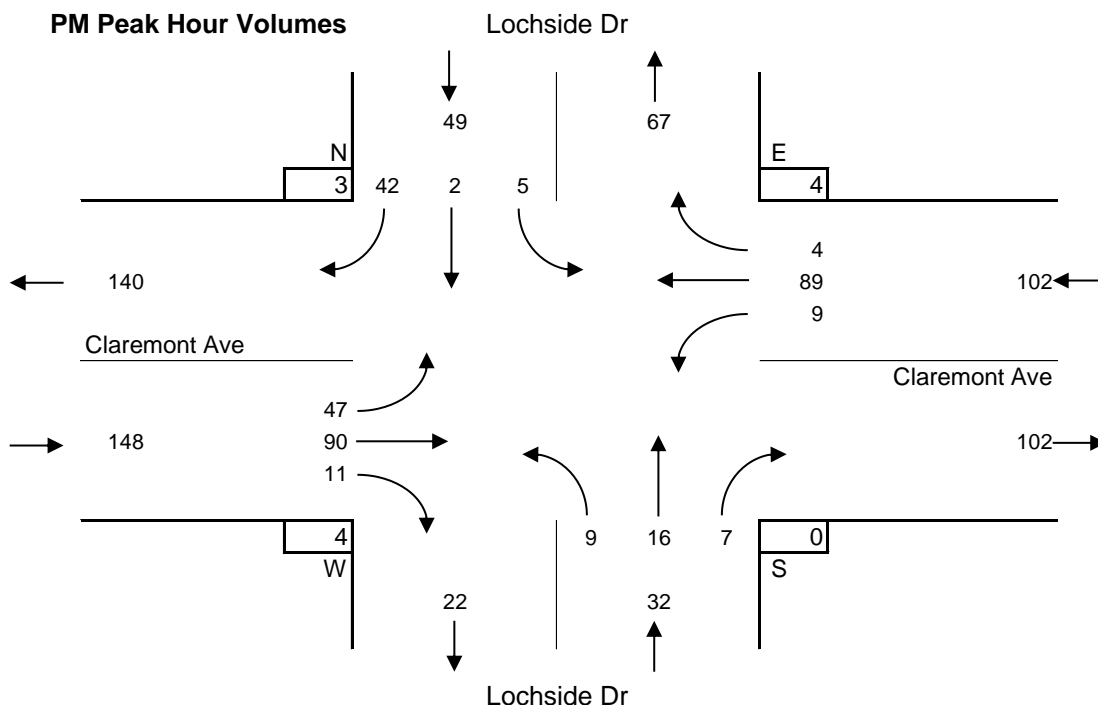 PM Peak Hour Volumes Lochside Dr
49 67
N E
3 42 2 5 4
4
140 89 102
9
Claremont Ave
Claremont Ave
47
148 90 102
11
4 9 16 7 0
W S
22 32
Lochside Dr